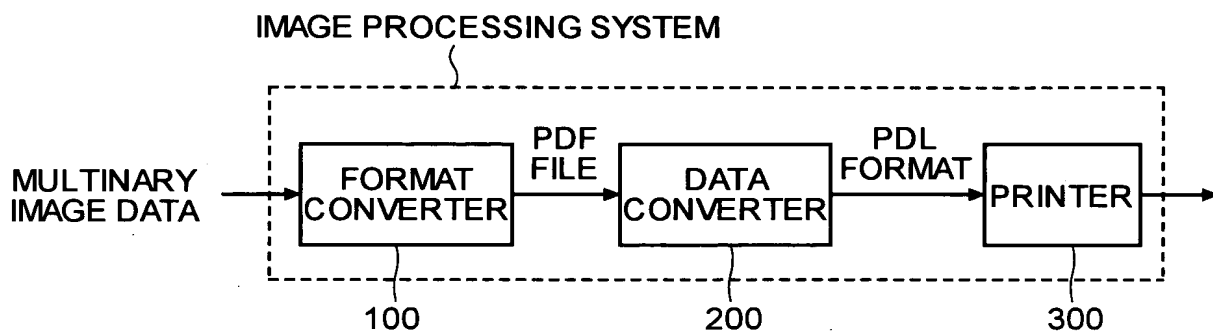 IMAGE PROCESSING SYSTEM
MULTINARY
IMAGE DATA
FORMAT
CONVERTER
PDF
FILE
DATA
CONVERTER
PDL
FORMAT
PRINTER
100
200
300